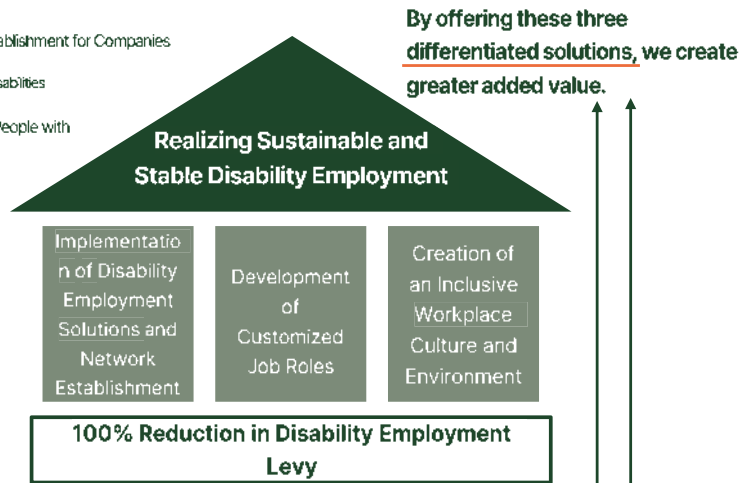 By offering these three
differentiated solutions, we create
greater added value.
ablishment for Companies
sabilities
People with
Realizing Sustainable and
Stable Disability Employment
Implementatio
n of Disability
Employment
Solutions and
Network
Establishment
Development
of
Customized
Job Roles
Creation of
an Inclusive
Workplace
Culture and
Environment
100% Reduction in Disability Employment
Levy